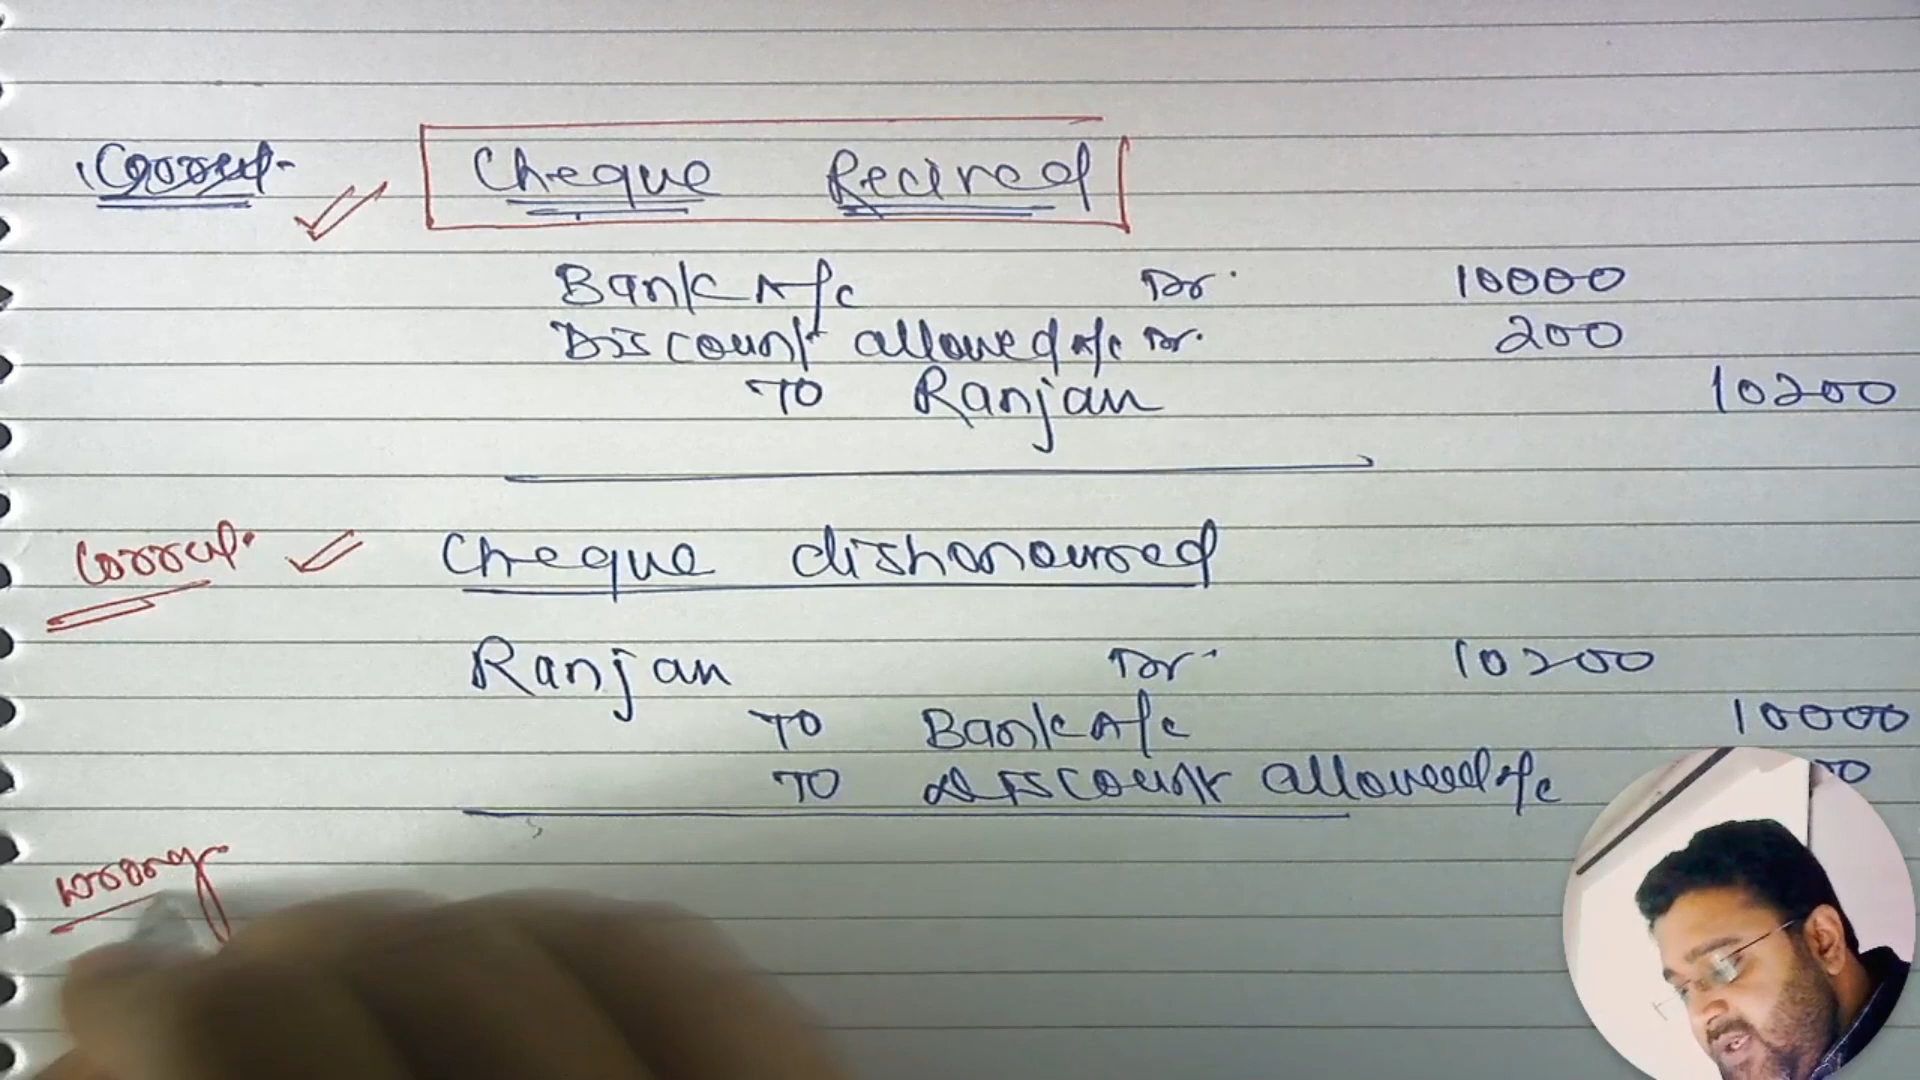 Correct. Cheque Recired
Bank A/c Dr. 10000
Discount allowed A/c Dr. 200
TO Ranjan 10200
Correct. Cheque dishonoured
Ranjan Dr. 10200
TO Bank A/c 10000
TO Discount allowed A/c
wrong